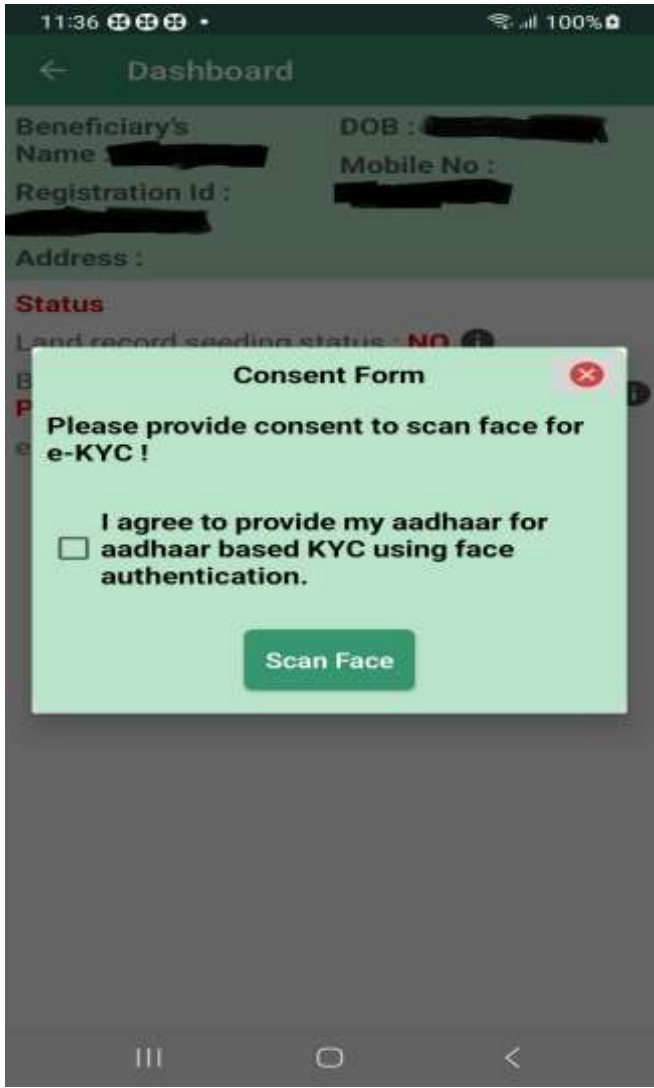 11:36
100%
Dashboard
Beneficiary's
Name :
DOB :
Mobile No :
Registration Id :
Address :
Status
Land record seeding status : NO
Consent Form
Please provide consent to scan face for
e-KYC !
I agree to provide my aadhaar for
aadhaar based KYC using face
authentication.
Scan Face